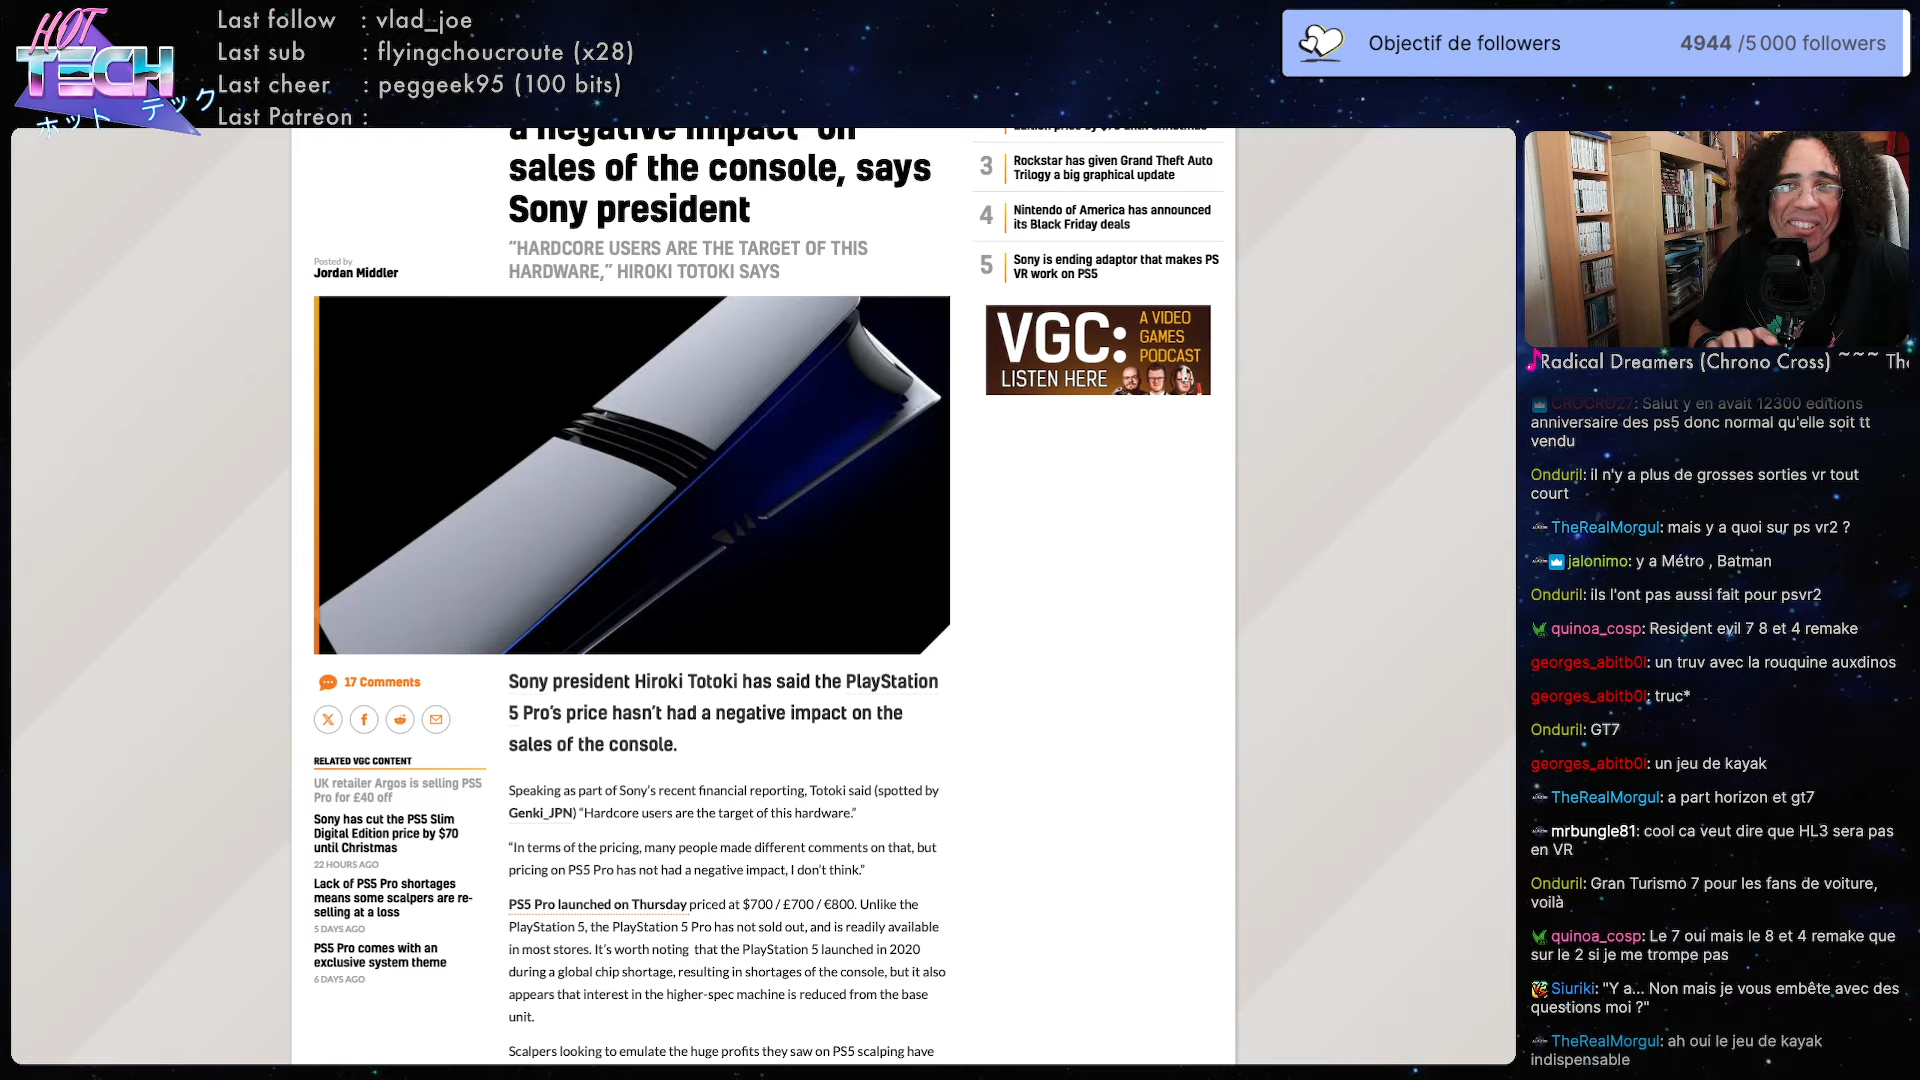 HOT
TECH
ホット テック
Last follow : vlad_joe
Last sub : flyingchoucroute (x28)
Last cheer : peggeek95 (100 bits)
Last Patreon :
Objectif de followers
4944 /5 000 followers
a negative impact' on
sales of the console, says
Sony president
“HARDCORE USERS ARE THE TARGET OF THIS
HARDWARE,” HIROKI TOTOKI SAYS
Posted by
Jordan Middler
3
Rockstar has given Grand Theft Auto
Trilogy a big graphical update
4
Nintendo of America has announced
its Black Friday deals
5
Sony is ending adaptor that makes PS
VR work on PS5
VGC:
A VIDEO
GAMES
PODCAST
LISTEN HERE
17 Comments
RELATED VGC CONTENT
UK retailer Argos is selling PS5
Pro for £40 off
Sony has cut the PS5 Slim
Digital Edition price by $70
until Christmas
22 HOURS AGO
Lack of PS5 Pro shortages
means some scalpers are re-
selling at a loss
5 DAYS AGO
PS5 Pro comes with an
exclusive system theme
6 DAYS AGO
Sony president Hiroki Totoki has said the PlayStation
5 Pro’s price hasn’t had a negative impact on the
sales of the console.
Speaking as part of Sony’s recent financial reporting, Totoki said (spotted by
Genki_JPN) “Hardcore users are the target of this hardware.”
“In terms of the pricing, many people made different comments on that, but
pricing on PS5 Pro has not had a negative impact, I don’t think.”
PS5 Pro launched on Thursday priced at $700 / £700 / €800. Unlike the
PlayStation 5, the PlayStation 5 Pro has not sold out, and is readily available
in most stores. It’s worth noting that the PlayStation 5 launched in 2020
during a global chip shortage, resulting in shortages of the console, but it also
appears that interest in the higher-spec machine is reduced from the base
unit.
Scalpers looking to emulate the huge profits they saw on PS5 scalping have
Radical Dreamers (Chrono Cross) ~~~ The
CROCRO27: Salut y en avait 12300 editions
anniversaire des ps5 donc normal qu'elle soit tt
vendu
Onduril: il n'y a plus de grosses sorties vr tout
court
TheRealMorgul: mais y a quoi sur ps vr2 ?
jalonimo: y a Métro , Batman
Onduril: ils l'ont pas aussi fait pour psvr2
quinoa_cosp: Resident evil 7 8 et 4 remake
georges_abitb0l: un truv avec la rouquine auxdinos
georges_abitb0l: truc*
Onduril: GT7
georges_abitb0l: un jeu de kayak
TheRealMorgul: a part horizon et gt7
mrbungle81: cool ca veut dire que HL3 sera pas
en VR
Onduril: Gran Turismo 7 pour les fans de voiture,
voilà
quinoa_cosp: Le 7 oui mais le 8 et 4 remake que
sur le 2 si je me trompe pas
Siuriki: "Y a... Non mais je vous embête avec des
questions moi ?"
TheRealMorgul: ah oui le jeu de kayak
indispensable